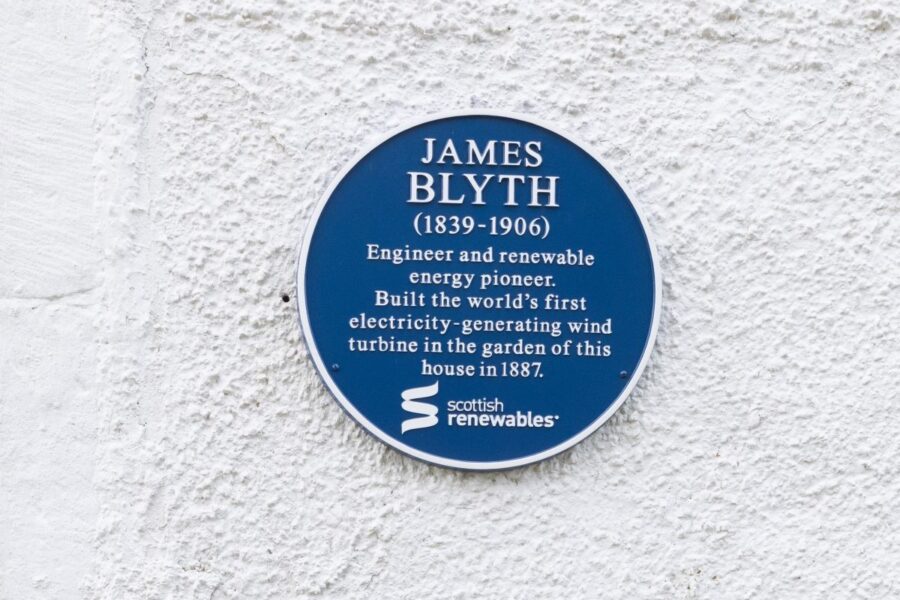 JAMES
BLYTH
(1839-1906)
Engineer and renewable
energy pioneer.
Built the world's first
electricity-generating wind
turbine in the garden of this
house in 1887.
scottish
renewables